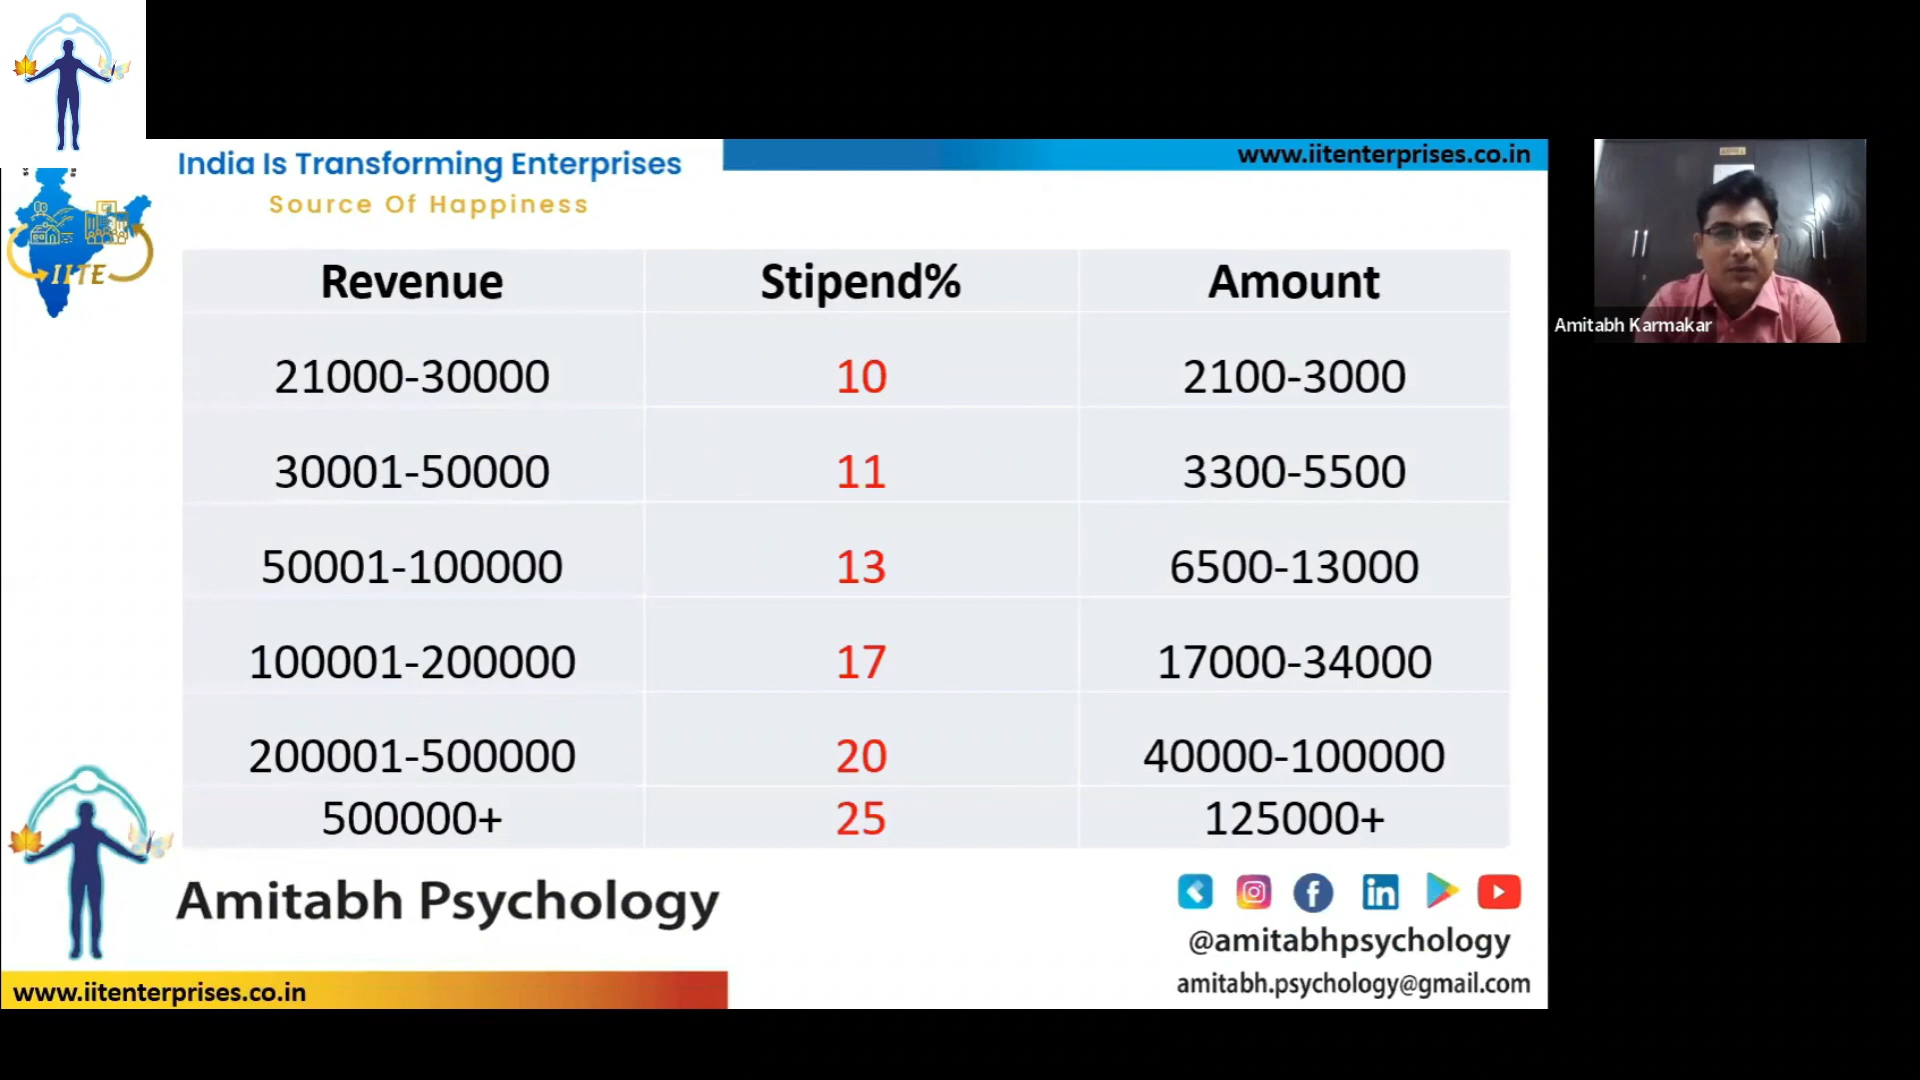 India Is Transforming Enterprises
www.iitenterprises.co.in
Source Of Happiness
IITE
Revenue Stipend% Amount
21000-30000 10 2100-3000
30001-50000 11 3300-5500
50001-100000 13 6500-13000
100001-200000 17 17000-34000
200001-500000 20 40000-100000
500000+ 25 125000+
Amitabh Karmakar
Amitabh Psychology
@amitabhpsychology
amitabh.psychology@gmail.com
www.iitenterprises.co.in